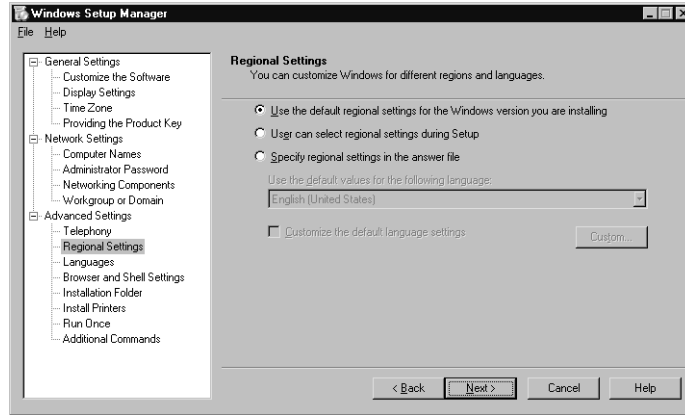 Windows Setup Manager
File Help
General Settings
Customize the Software
Display Settings
Time Zone
Providing the Product Key
Network Settings
Computer Names
Administrator Password
Networking Components
Workgroup or Domain
Advanced Settings
Telephony
Regional Settings
Languages
Browser and Shell Settings
Installation Folder
Install Printers
Run Once
Additional Commands
Regional Settings
You can customize Windows for different regions and languages.
Use the default regional settings for the Windows version you are installing
User can select regional settings during Setup
Specify regional settings in the answer file
Use the default values for the following language:
English (United States)
Customize the default language settings
Custom...
< Back Next > Cancel Help